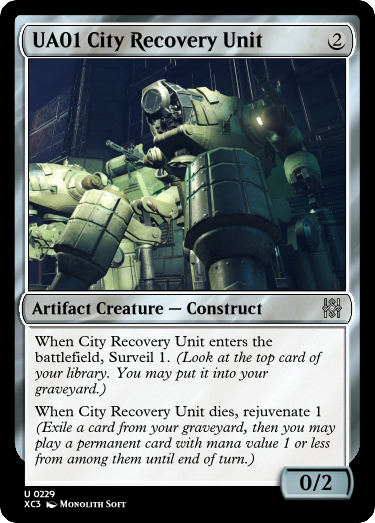 UA01 City Recovery Unit 2
Artifact Creature — Construct
When City Recovery Unit enters the
battlefield, Surveil 1. (Look at the top card of
your library. You may put it into your
graveyard.)
When City Recovery Unit dies, rejuvenate 1
(Exile a card from your graveyard, then you may
play a permanent card with mana value 1 or less
from among them until end of turn.)
0/2
U 0229
XC3 Monolith Soft